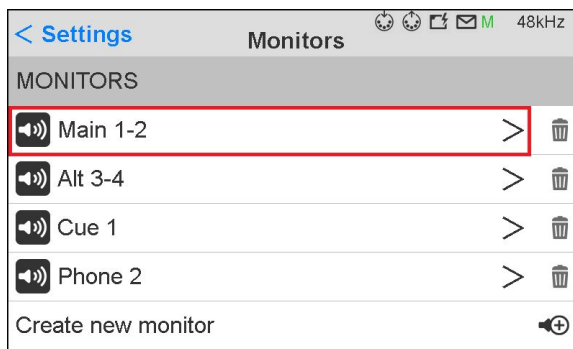 < Settings
Monitors
M 48kHz
MONITORS
Main 1-2 >
Alt 3-4 >
Cue 1 >
Phone 2 >
Create new monitor